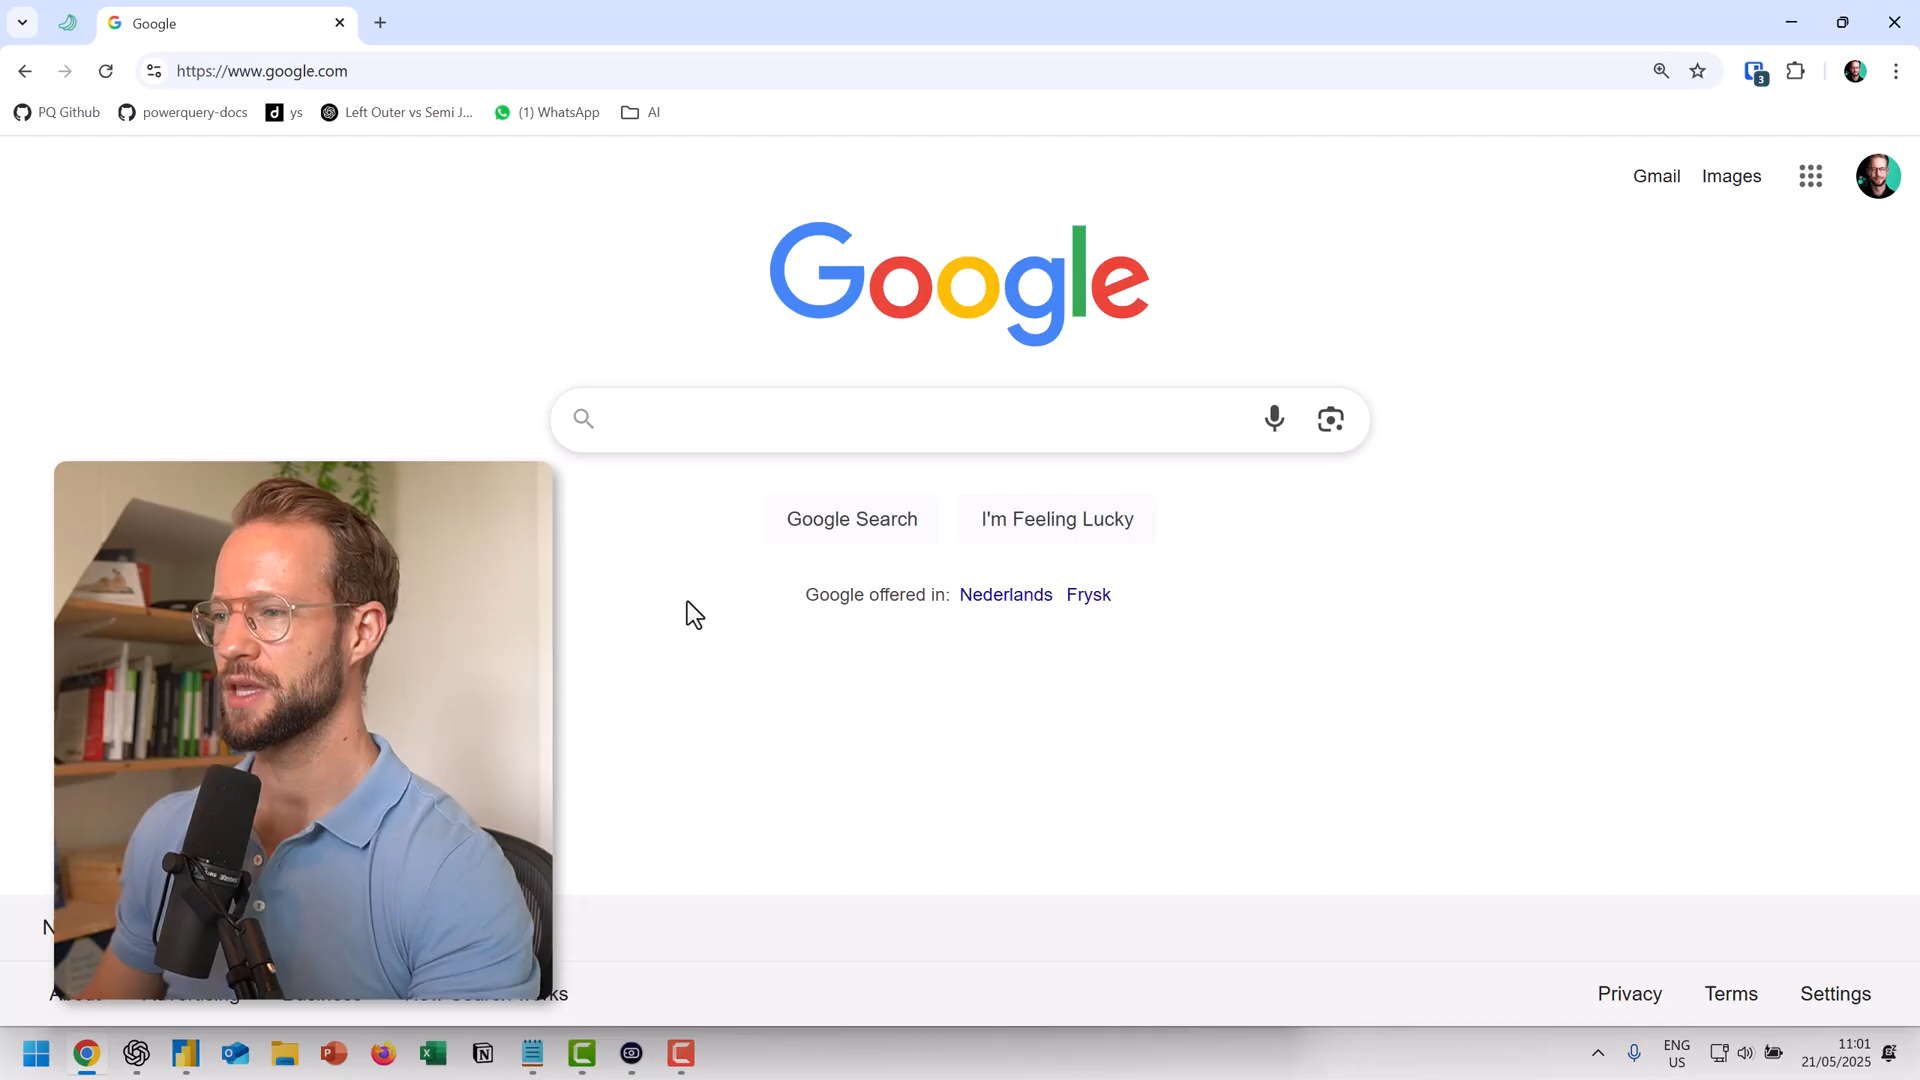 Google
https://www.google.com
3
PQ Github
powerquery-docs
ys
Left Outer vs Semi J...
(1) WhatsApp
AI
Gmail
Images
Google
Google Search
I'm Feeling Lucky
Google offered in: Nederlands Frysk
Privacy
Terms
Settings
ENG
US
11:01
21/05/2025